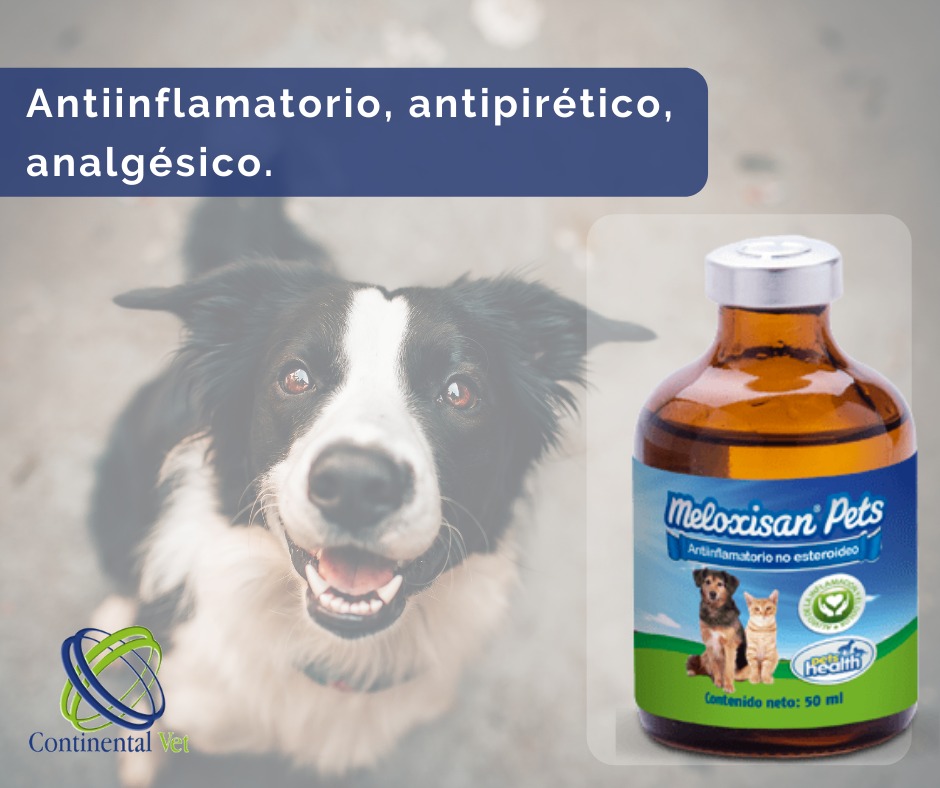 Antiinflamatorio, antipirético,
analgésico.
Meloxisan® Pets
Antiinflamatorio no esteroideo
pets
health
Contenido neto: 50 ml
Continental Vet